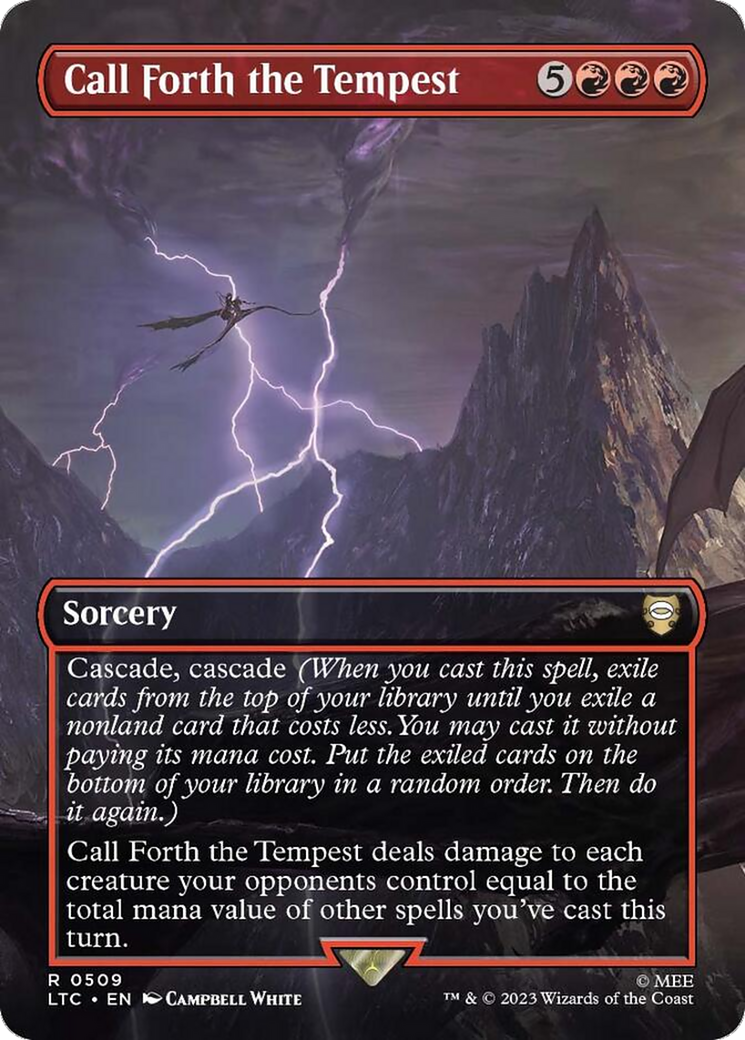 Call Forth the Tempest 5
Sorcery
Cascade, cascade (When you cast this spell, exile
cards from the top of your library until you exile a
nonland card that costs less. You may cast it without
paying its mana cost. Put the exiled cards on the
bottom of your library in a random order. Then do
it again.)
Call Forth the Tempest deals damage to each
creature your opponents control equal to the
total mana value of other spells you've cast this
turn.
R 0509 © MEE
LTC • EN Campbell White ™ & © 2023 Wizards of the Coast